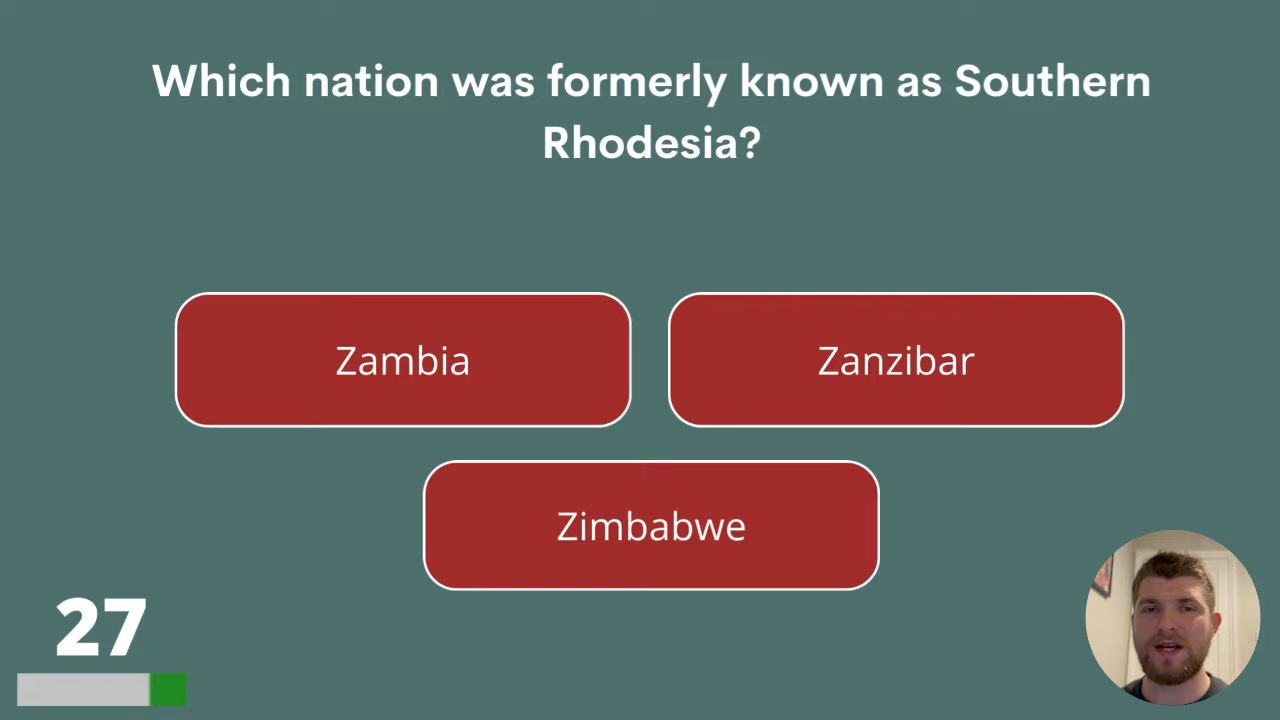 Which nation was formerly known as Southern
Rhodesia?
Zambia
Zanzibar
Zimbabwe
27